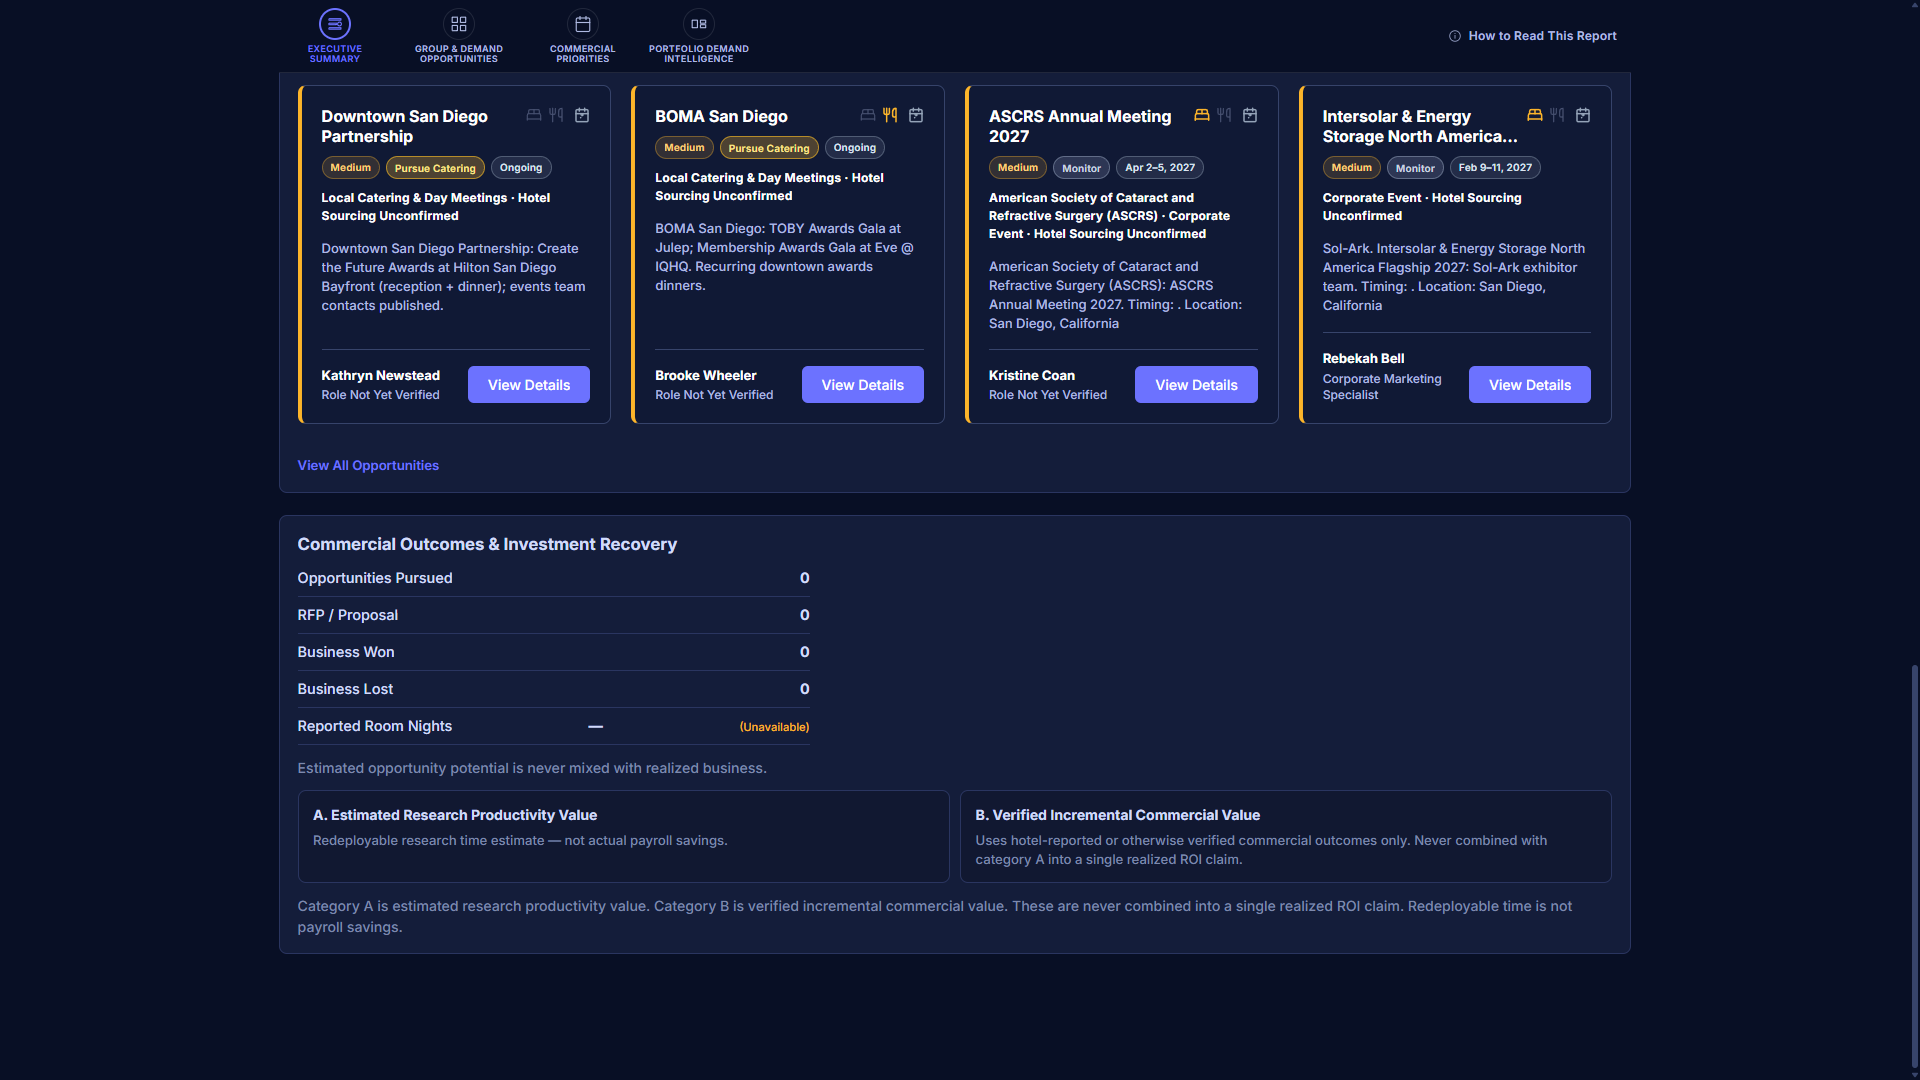 EXECUTIVE
SUMMARY
GROUP & DEMAND
OPPORTUNITIES
COMMERCIAL
PRIORITIES
PORTFOLIO DEMAND
INTELLIGENCE
How to Read This Report
Downtown San Diego
Partnership
Medium
Pursue Catering
Ongoing
Local Catering & Day Meetings · Hotel
Sourcing Unconfirmed
Downtown San Diego Partnership: Create
the Future Awards at Hilton San Diego
Bayfront (reception + dinner); events team
contacts published.
Kathryn Newstead
Role Not Yet Verified
View Details
BOMA San Diego
Medium
Pursue Catering
Ongoing
Local Catering & Day Meetings · Hotel
Sourcing Unconfirmed
BOMA San Diego: TOBY Awards Gala at
Julep; Membership Awards Gala at Eve @
IQHQ. Recurring downtown awards
dinners.
Brooke Wheeler
Role Not Yet Verified
View Details
ASCRS Annual Meeting
2027
Medium
Monitor
Apr 2–5, 2027
American Society of Cataract and
Refractive Surgery (ASCRS) · Corporate
Event · Hotel Sourcing Unconfirmed
American Society of Cataract and
Refractive Surgery (ASCRS): ASCRS
Annual Meeting 2027. Timing: . Location:
San Diego, California
Kristine Coan
Role Not Yet Verified
View Details
Intersolar & Energy
Storage North America...
Medium
Monitor
Feb 9–11, 2027
Corporate Event · Hotel Sourcing
Unconfirmed
Sol-Ark. Intersolar & Energy Storage North
America Flagship 2027: Sol-Ark exhibitor
team. Timing: . Location: San Diego,
California
Rebekah Bell
Corporate Marketing
Specialist
View Details
View All Opportunities
Commercial Outcomes & Investment Recovery
Opportunities Pursued 0
RFP / Proposal 0
Business Won 0
Business Lost 0
Reported Room Nights — (Unavailable)
Estimated opportunity potential is never mixed with realized business.
A. Estimated Research Productivity Value
Redeployable research time estimate — not actual payroll savings.
B. Verified Incremental Commercial Value
Uses hotel-reported or otherwise verified commercial outcomes only. Never combined with
category A into a single realized ROI claim.
Category A is estimated research productivity value. Category B is verified incremental commercial value. These are never combined into a single realized ROI claim. Redeployable time is not
payroll savings.